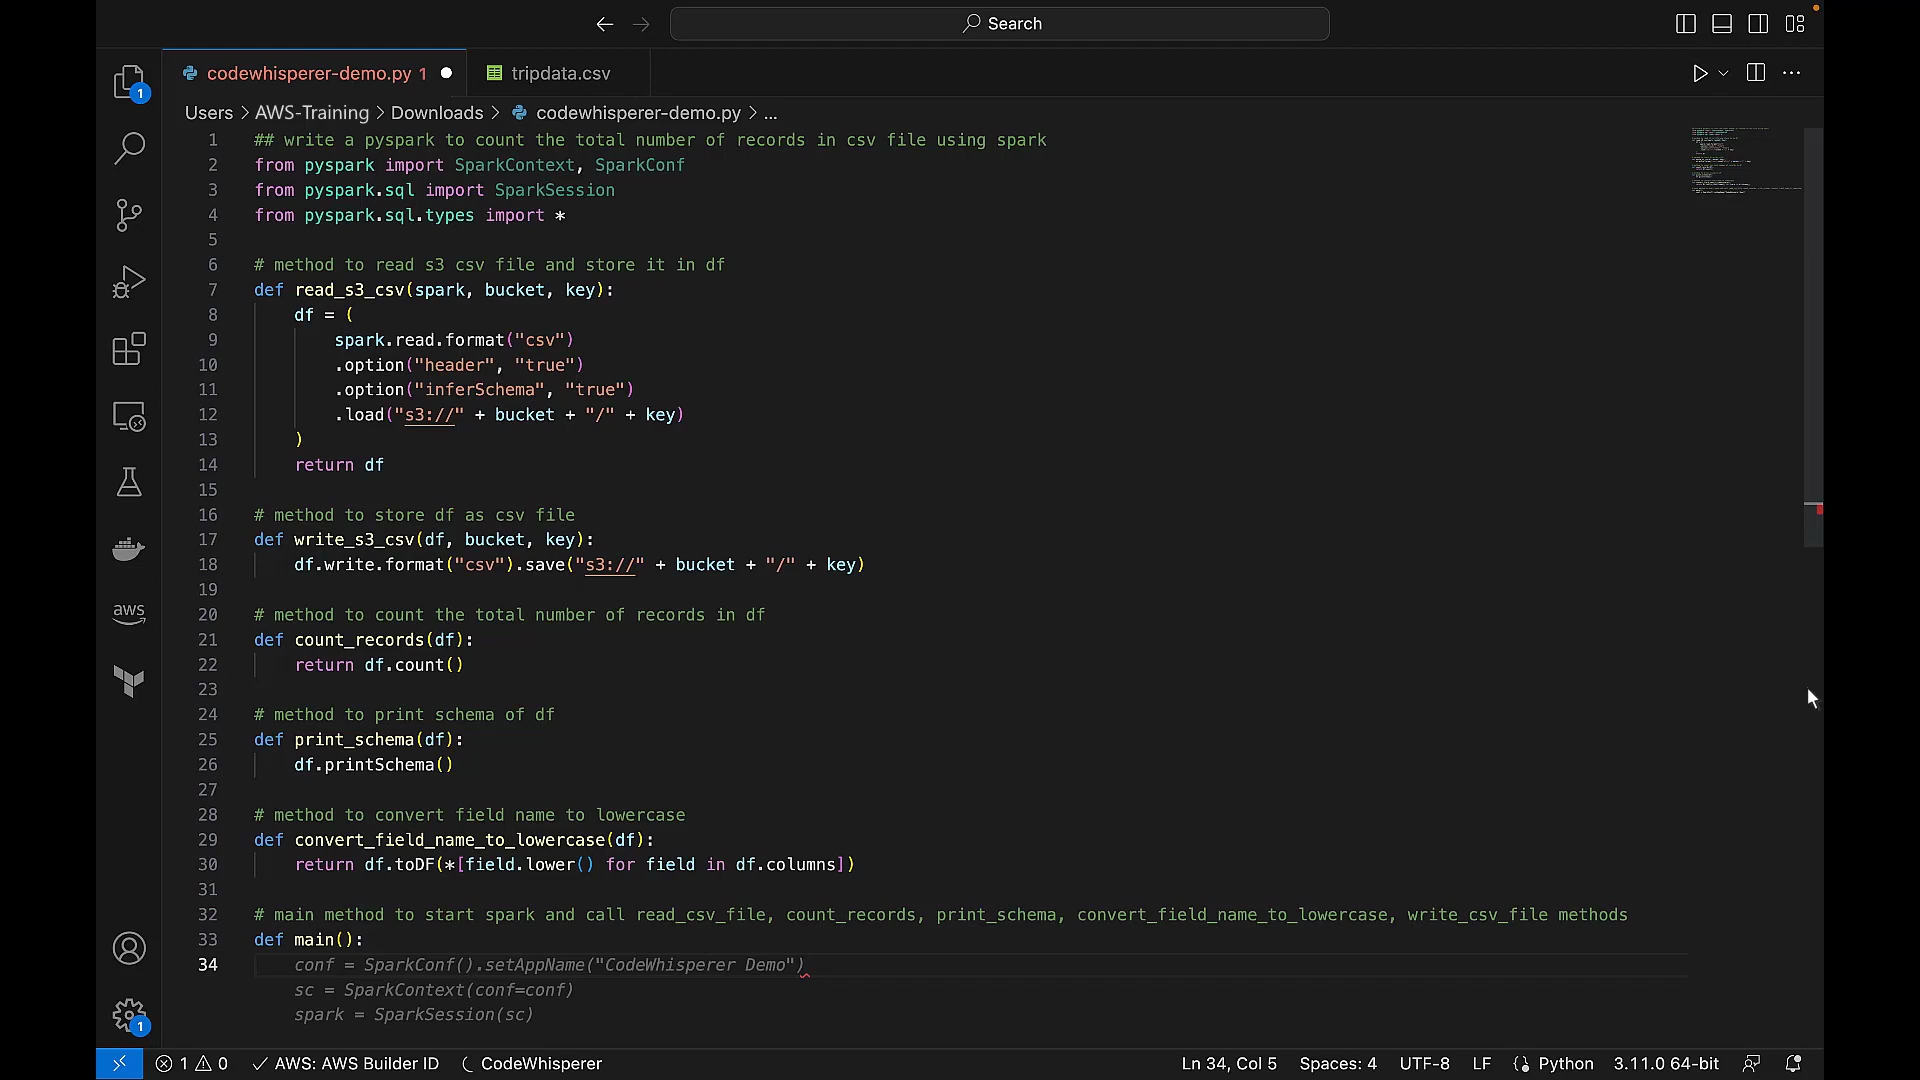 Search
codewhisperer-demo.py 1
tripdata.csv
1
Users > AWS-Training > Downloads > codewhisperer-demo.py > ...
1 ## write a pyspark to count the total number of records in csv file using spark
2 from pyspark import SparkContext, SparkConf
3 from pyspark.sql import SparkSession
4 from pyspark.sql.types import *
5
6 # method to read s3 csv file and store it in df
7 def read_s3_csv(spark, bucket, key):
8     df = (
9         spark.read.format("csv")
10         .option("header", "true")
11         .option("inferSchema", "true")
12         .load("s3://" + bucket + "/" + key)
13     )
14     return df
15
16 # method to store df as csv file
17 def write_s3_csv(df, bucket, key):
18     df.write.format("csv").save("s3://" + bucket + "/" + key)
19
20 # method to count the total number of records in df
21 def count_records(df):
22     return df.count()
23
24 # method to print schema of df
25 def print_schema(df):
26     df.printSchema()
27
28 # method to convert field name to lowercase
29 def convert_field_name_to_lowercase(df):
30     return df.toDF(*[field.lower() for field in df.columns])
31
32 # main method to start spark and call read_csv_file, count_records, print_schema, convert_field_name_to_lowercase, write_csv_file methods
33 def main():
34     conf = SparkConf().setAppName("CodeWhisperer Demo")
    sc = SparkContext(conf=conf)
    spark = SparkSession(sc)
aws
1
1 0 AWS: AWS Builder ID CodeWhisperer Ln 34, Col 5 Spaces: 4 UTF-8 LF Python 3.11.0 64-bit